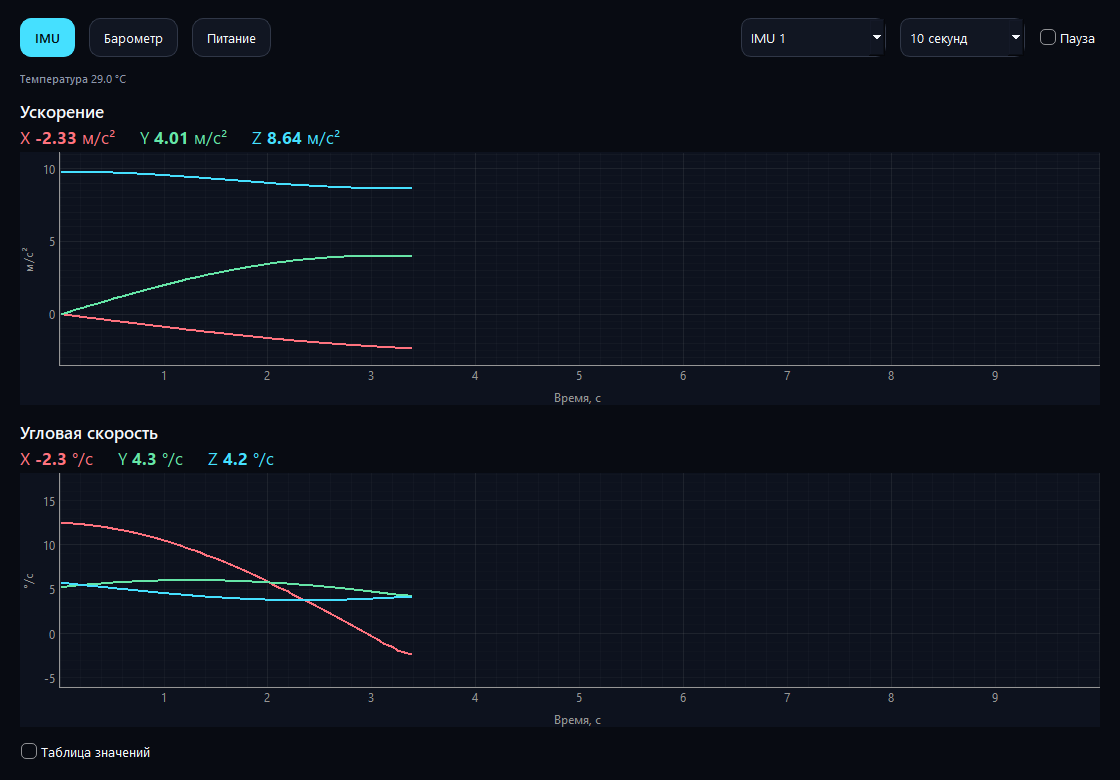 IMU Барометр Питание IMU 1 10 секунд Пауза
Температура 29.0 °C
Ускорение
X -2.33 м/с² Y 4.01 м/с² Z 8.64 м/с²
10
5
0
м/с²
1 2 3 4 5 6 7 8 9
Время, с
Угловая скорость
X -2.3 °/с Y 4.3 °/с Z 4.2 °/с
15
10
5
0
-5
°/с
1 2 3 4 5 6 7 8 9
Время, с
Таблица значений